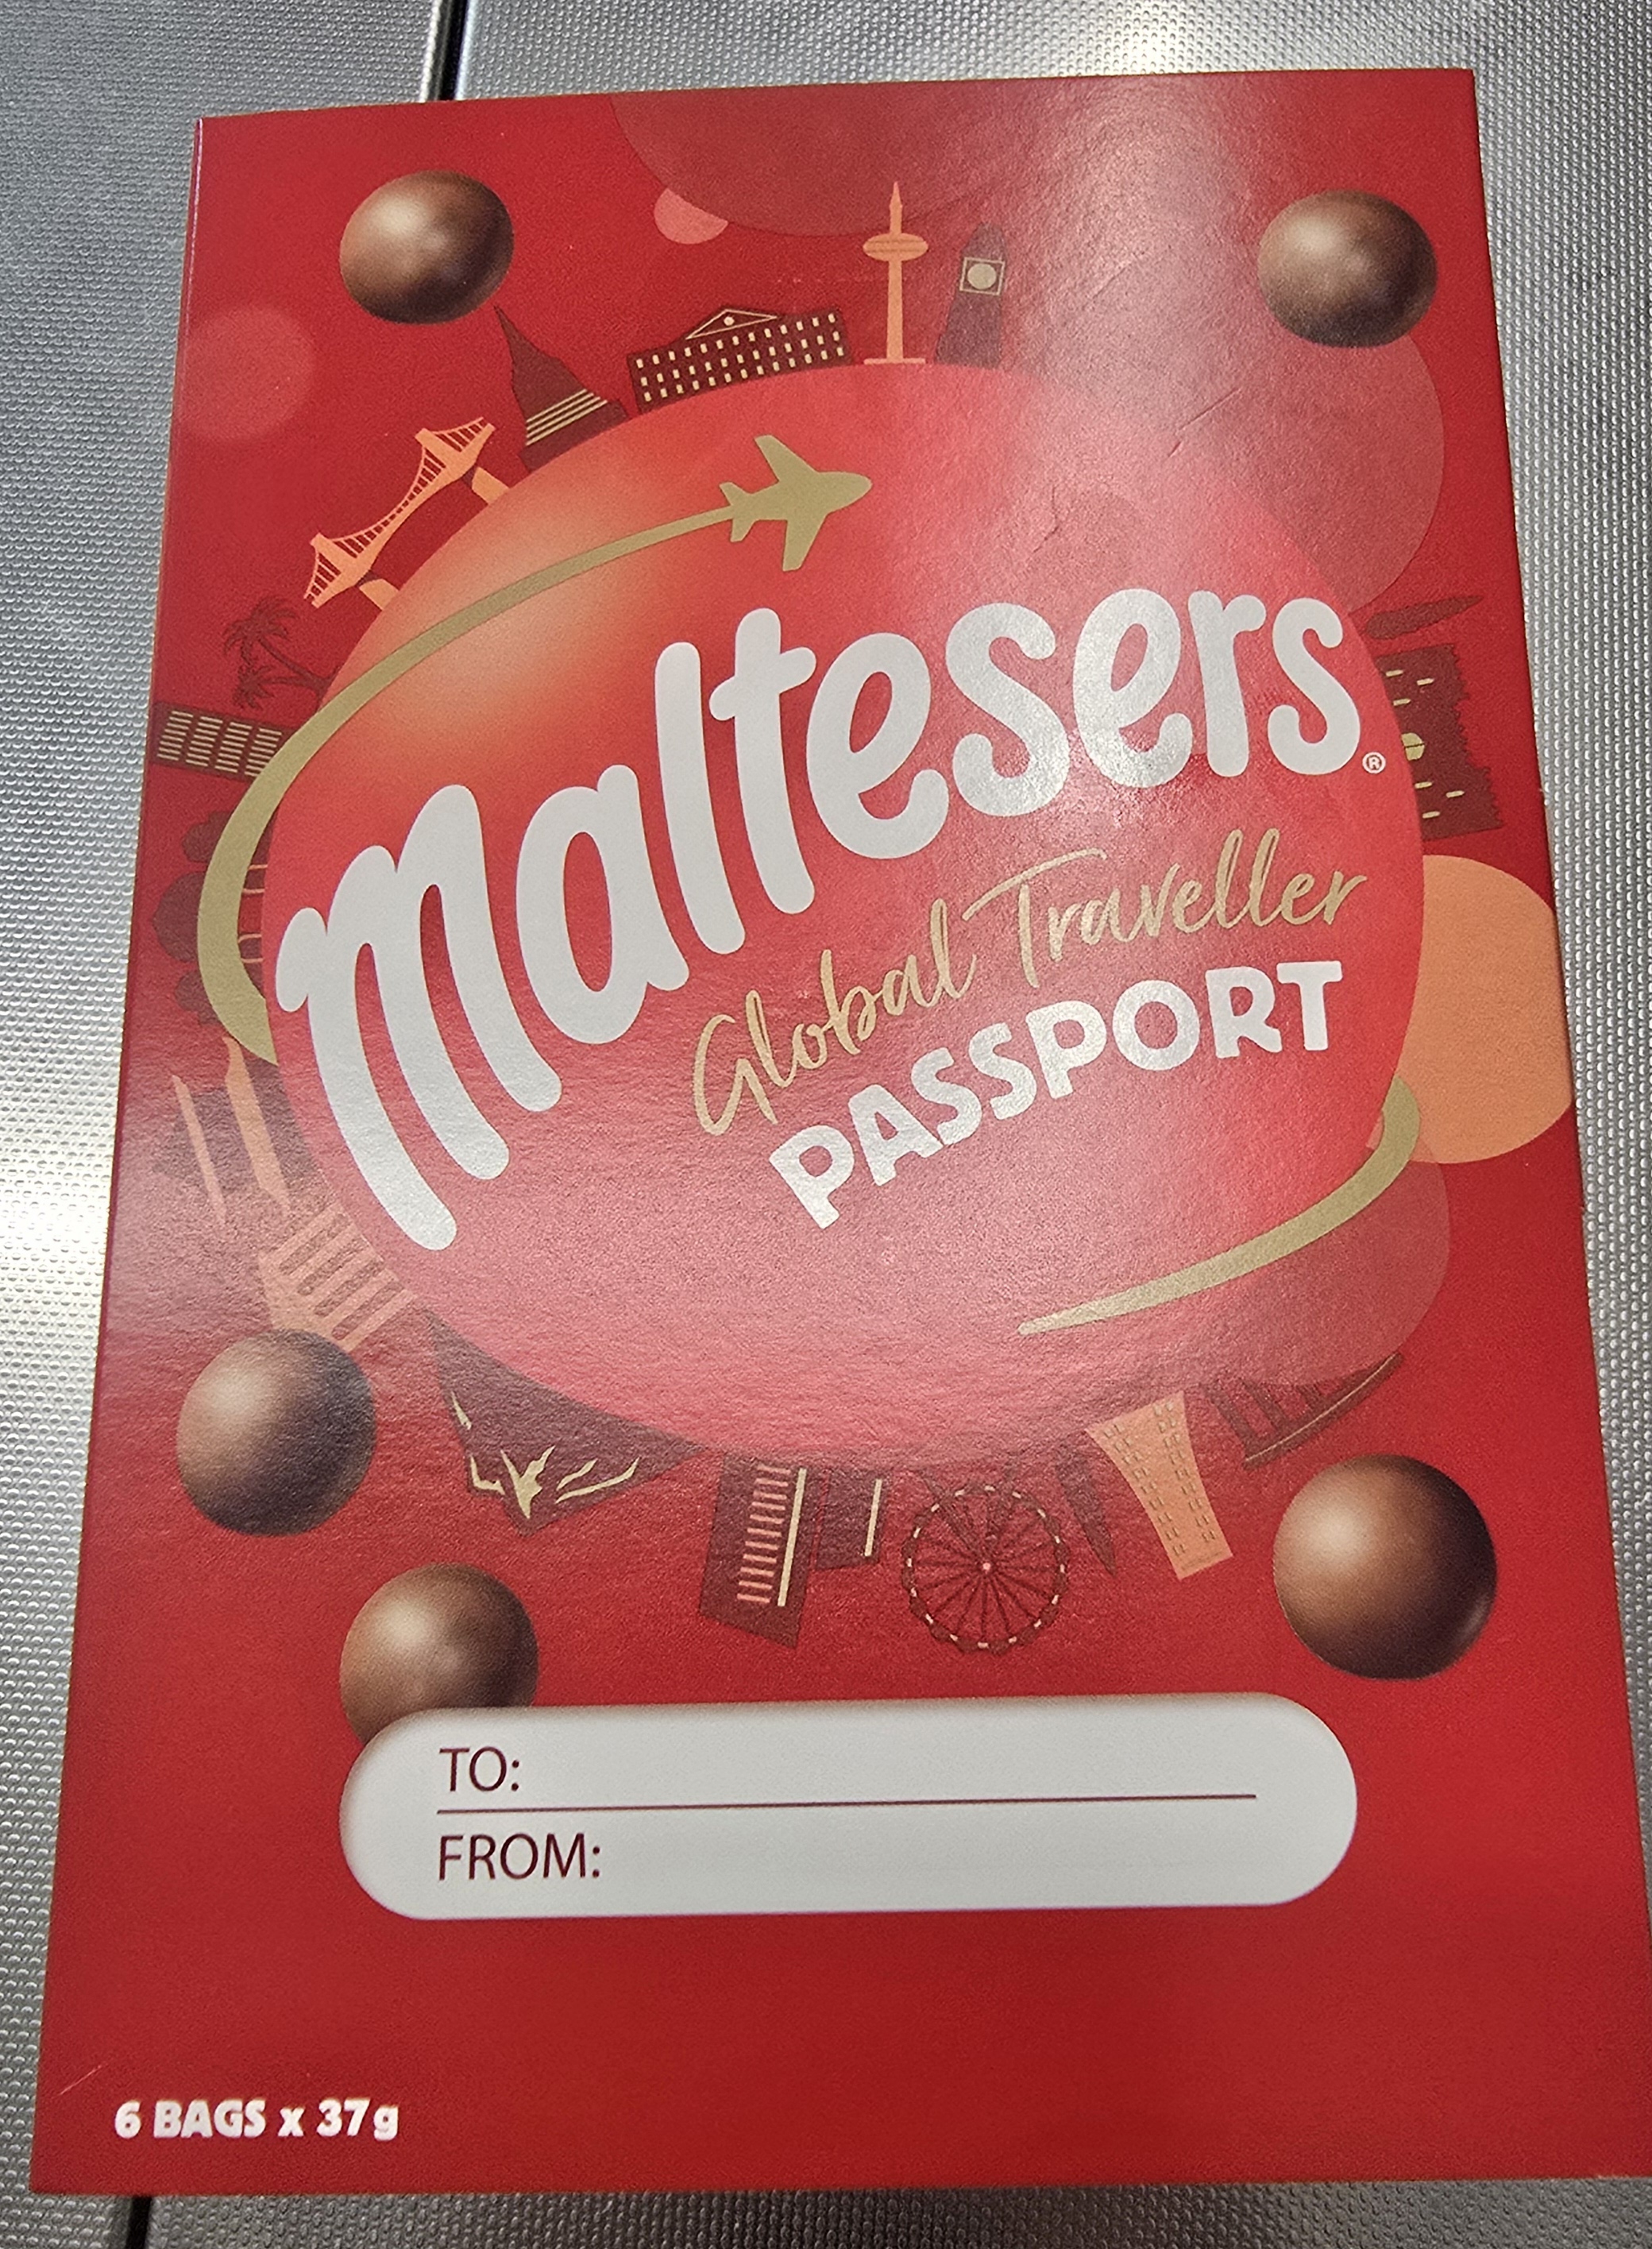 Maltesers®
Global Traveller
PASSPORT
TO:
FROM:
6 BAGS x 37g